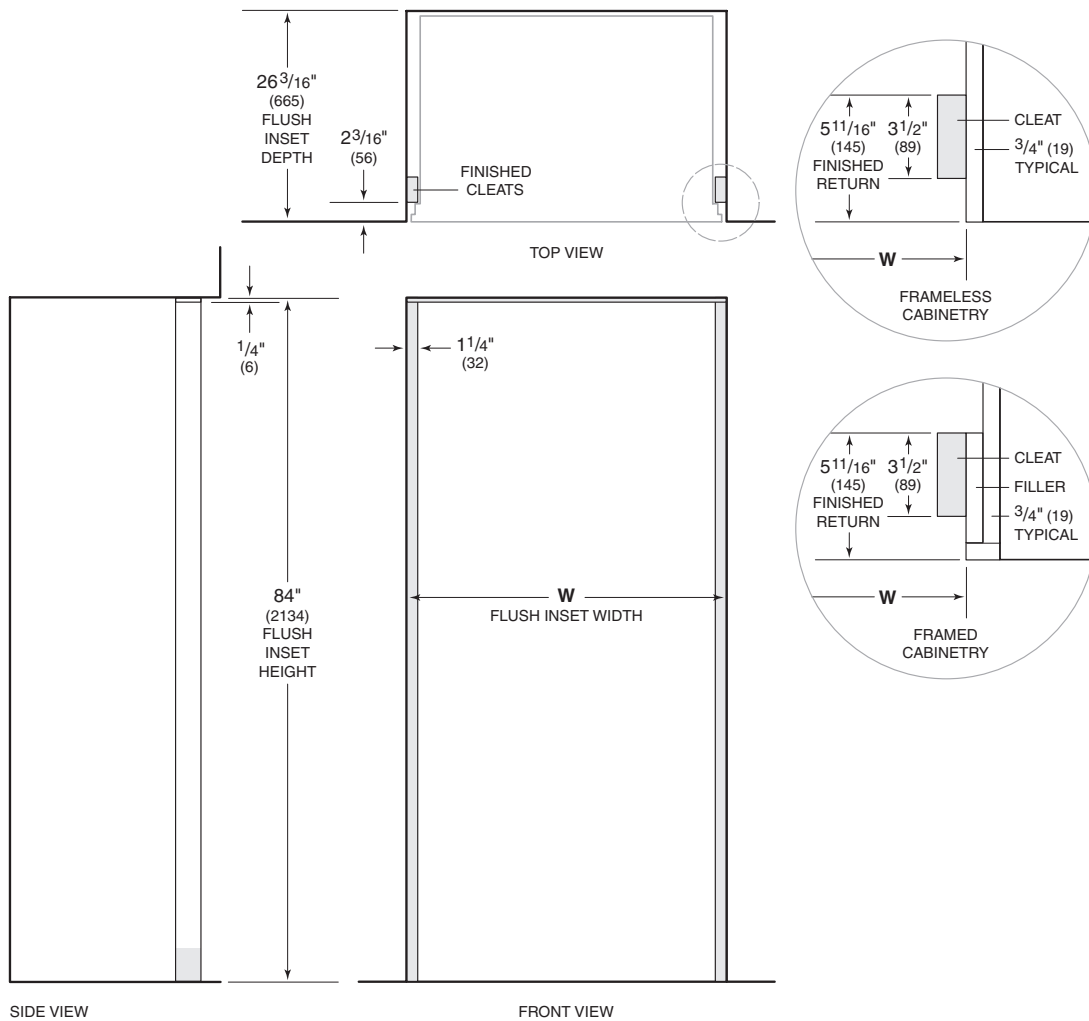 26 3/16"
(665)
FLUSH
INSET
DEPTH
2 3/16"
(56)
FINISHED
CLEATS
TOP VIEW
5 11/16"
(145)
FINISHED
RETURN
3 1/2"
(89)
CLEAT
3/4" (19)
TYPICAL
W
FRAMELESS
CABINETRY
1/4"
(6)
1 1/4"
(32)
5 11/16"
(145)
FINISHED
RETURN
3 1/2"
(89)
CLEAT
FILLER
3/4" (19)
TYPICAL
W
FRAMED
CABINETRY
84"
(2134)
FLUSH
INSET
HEIGHT
W
FLUSH INSET WIDTH
SIDE VIEW
FRONT VIEW